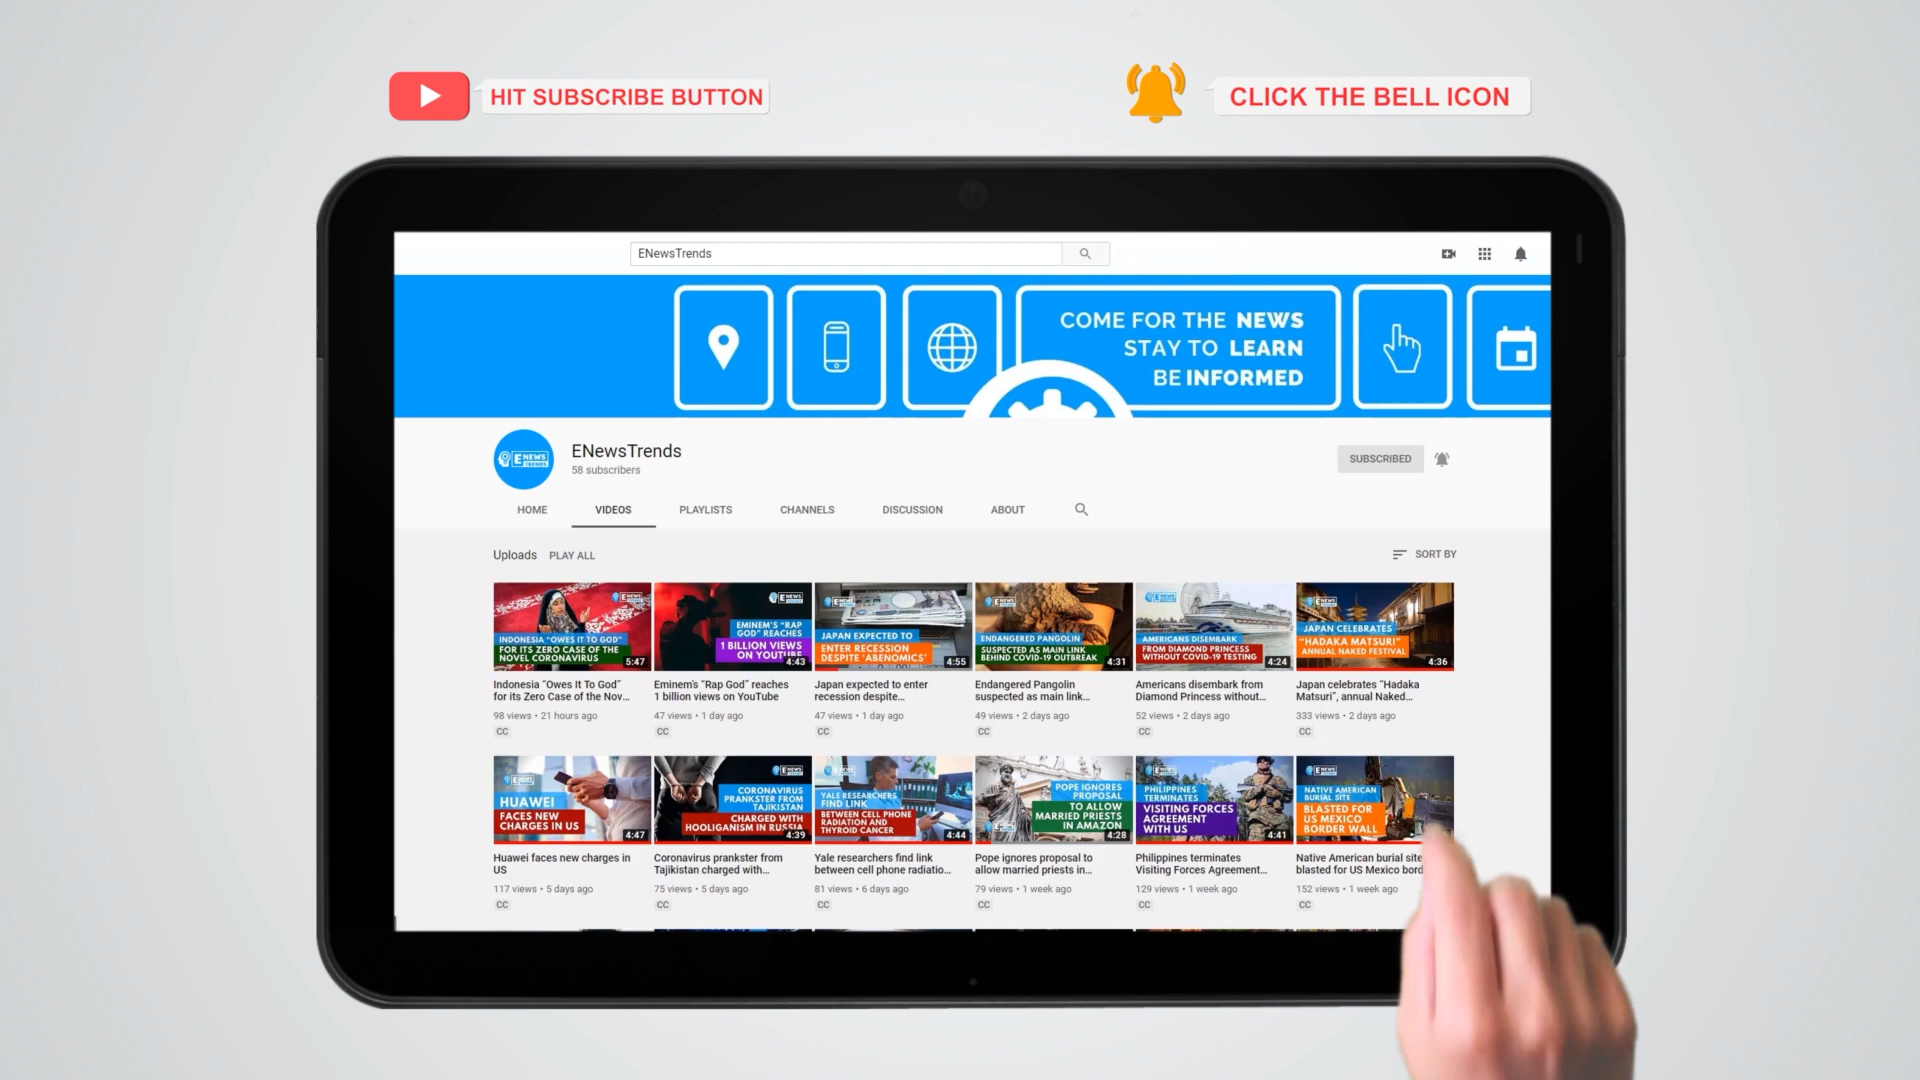 HIT SUBSCRIBE BUTTON
CLICK THE BELL ICON
ENewsTrends
COME FOR THE NEWS
STAY TO LEARN
BE INFORMED
E NEWS
TRENDS
ENewsTrends
58 subscribers
SUBSCRIBED
HOME VIDEOS PLAYLISTS CHANNELS DISCUSSION ABOUT
Uploads PLAY ALL
SORT BY
INDONESIA "OWES IT TO GOD"
FOR ITS ZERO CASE OF THE
NOVEL CORONAVIRUS
5:47
EMINEM'S "RAP
GOD" REACHES
1 BILLION VIEWS
ON YOUTUBE
4:43
JAPAN EXPECTED TO
ENTER RECESSION
DESPITE 'ABENOMICS'
4:55
ENDANGERED PANGOLIN
SUSPECTED AS MAIN LINK
BEHIND COVID-19 OUTBREAK
4:31
AMERICANS DISEMBARK
FROM DIAMOND PRINCESS
WITHOUT COVID-19 TESTING
4:24
JAPAN CELEBRATES
"HADAKA MATSURI"
ANNUAL NAKED FESTIVAL
4:36
Indonesia "Owes It To God"
for its Zero Case of the Nov...
98 views • 21 hours ago
CC
Eminem's "Rap God" reaches
1 billion views on YouTube
47 views • 1 day ago
CC
Japan expected to enter
recession despite...
47 views • 1 day ago
CC
Endangered Pangolin
suspected as main link...
49 views • 2 days ago
CC
Americans disembark from
Diamond Princess without...
52 views • 2 days ago
CC
Japan celebrates "Hadaka
Matsuri", annual Naked...
333 views • 2 days ago
CC
HUAWEI
FACES NEW
CHARGES IN US
4:47
CORONAVIRUS
PRANKSTER FROM
TAJIKISTAN
CHARGED WITH
HOOLIGANISM IN RUSSIA
4:39
YALE RESEARCHERS
FIND LINK
BETWEEN CELL PHONE
RADIATION AND
THYROID CANCER
4:44
POPE IGNORES
PROPOSAL
TO ALLOW
MARRIED PRIESTS
IN AMAZON
4:28
PHILIPPINES
TERMINATES
VISITING FORCES
AGREEMENT
WITH US
4:41
NATIVE AMERICAN
BURIAL SITE
BLASTED FOR
US MEXICO
BORDER WALL
Huawei faces new charges in
US
117 views • 5 days ago
CC
Coronavirus prankster from
Tajikistan charged with...
75 views • 5 days ago
CC
Yale researchers find link
between cell phone radiatio...
81 views • 6 days ago
CC
Pope ignores proposal to
allow married priests in...
79 views • 1 week ago
CC
Philippines terminates
Visiting Forces Agreement...
129 views • 1 week ago
CC
Native American burial site
blasted for US Mexico bord
152 views • 1 week ago
CC